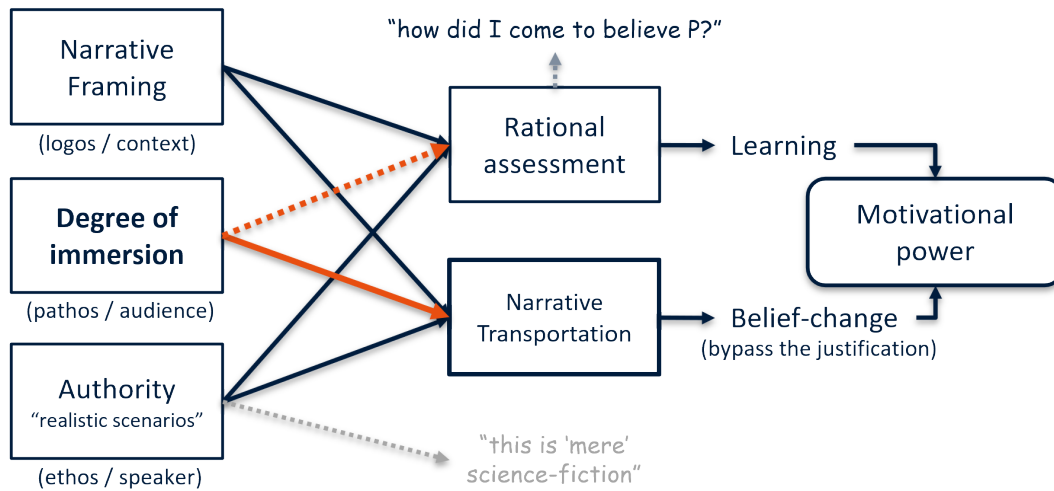 "how did I come to believe P?"
Narrative
Framing
(logos / context)
Rational
assessment
Learning
Degree of
immersion
(pathos / audience)
Motivational
power
Narrative
Transportation
Belief-change
(bypass the justification)
Authority
"realistic scenarios"
(ethos / speaker)
"this is 'mere'
science-fiction"